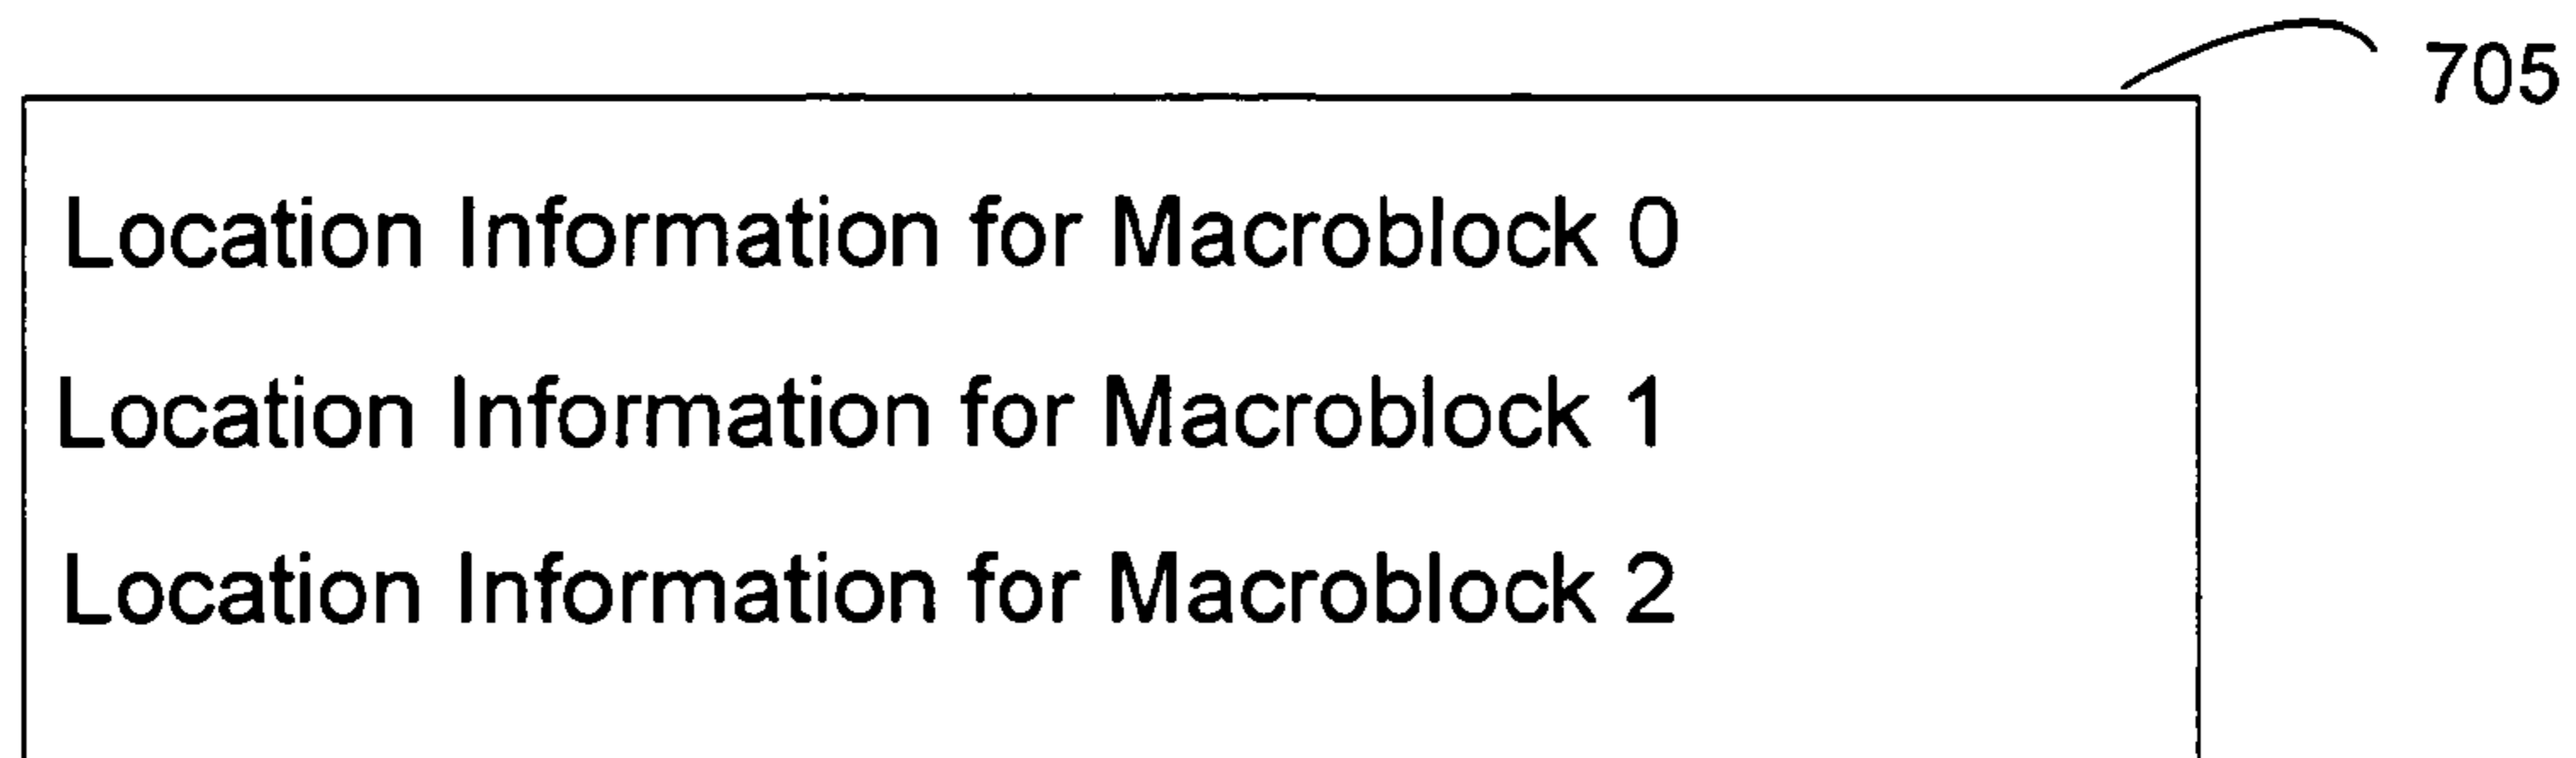 705
Location Information for Macroblock 0
Location Information for Macroblock 1
Location Information for Macroblock 2